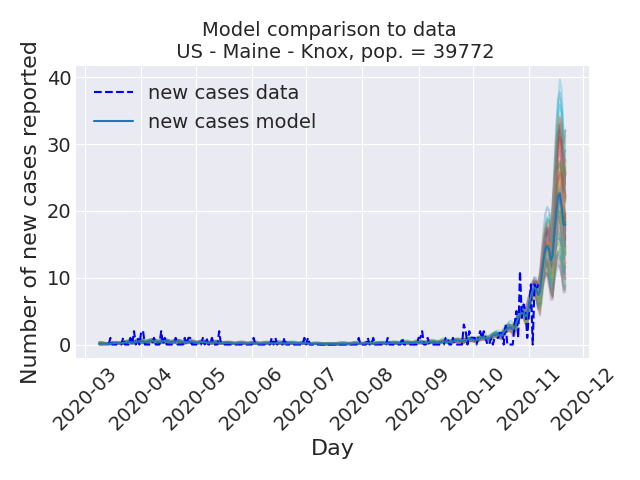 Model comparison to data
US - Maine - Knox, pop. = 39772
Number of new cases reported
40
30
20
10
0
new cases data
new cases model
2020-03
2020-04
2020-05
2020-06
2020-07
2020-08
2020-09
2020-10
2020-11
2020-12
Day